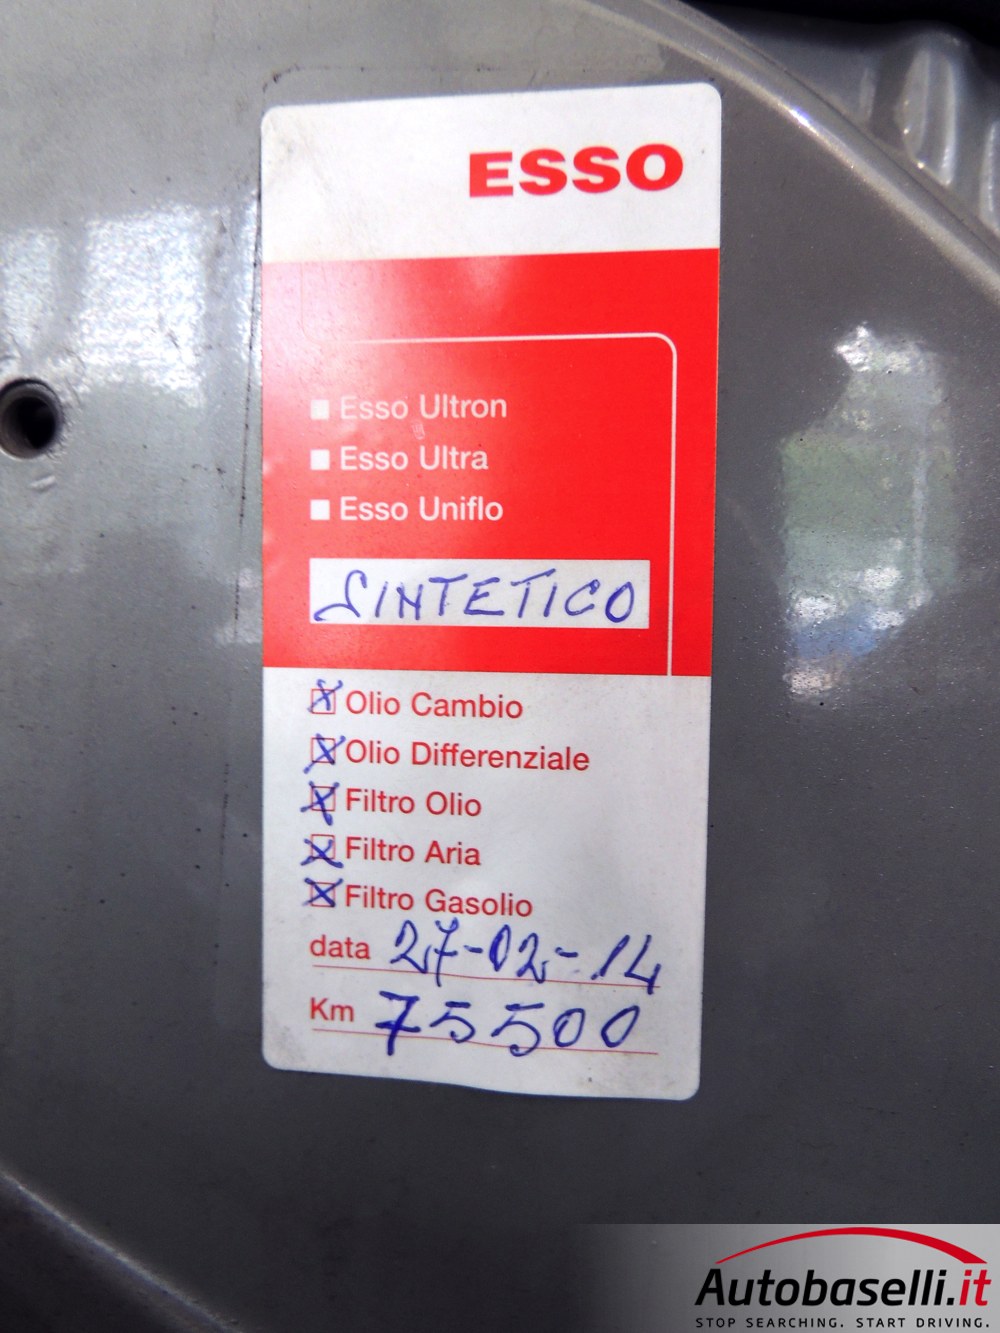 ESSO
Esso Ultron
Esso Ultra
Esso Uniflo
SINTETICO
Olio Cambio
Olio Differenziale
Filtro Olio
Filtro Aria
Filtro Gasolio
data 27-02-14
Km 75500
Autobaselli.it
STOP SEARCHING. START DRIVING.